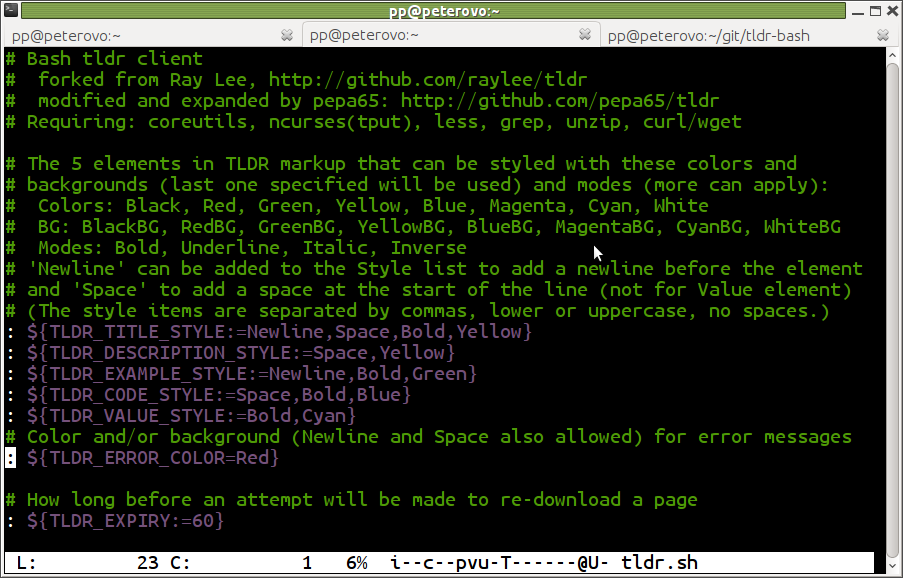 pp@peterovo:~
pp@peterovo:~ pp@peterovo:~ pp@peterovo:~/git/tldr-bash
# Bash tldr client
#  forked from Ray Lee, http://github.com/raylee/tldr
#  modified and expanded by pepa65: http://github.com/pepa65/tldr
# Requiring: coreutils, ncurses(tput), less, grep, unzip, curl/wget

# The 5 elements in TLDR markup that can be styled with these colors and
# backgrounds (last one specified will be used) and modes (more can apply):
#  Colors: Black, Red, Green, Yellow, Blue, Magenta, Cyan, White
#  BG: BlackBG, RedBG, GreenBG, YellowBG, BlueBG, MagentaBG, CyanBG, WhiteBG
#  Modes: Bold, Underline, Italic, Inverse
# 'Newline' can be added to the Style list to add a newline before the element
# and 'Space' to add a space at the start of the line (not for Value element)
# (The style items are separated by commas, lower or uppercase, no spaces.)
: ${TLDR_TITLE_STYLE:=Newline,Space,Bold,Yellow}
: ${TLDR_DESCRIPTION_STYLE:=Space,Yellow}
: ${TLDR_EXAMPLE_STYLE:=Newline,Bold,Green}
: ${TLDR_CODE_STYLE:=Space,Bold,Blue}
: ${TLDR_VALUE_STYLE:=Bold,Cyan}
# Color and/or background (Newline and Space also allowed) for error messages
: ${TLDR_ERROR_COLOR=Red}

# How long before an attempt will be made to re-download a page
: ${TLDR_EXPIRY:=60}

L: 23 C: 1 6% i--c--pvu-T------@U- tldr.sh